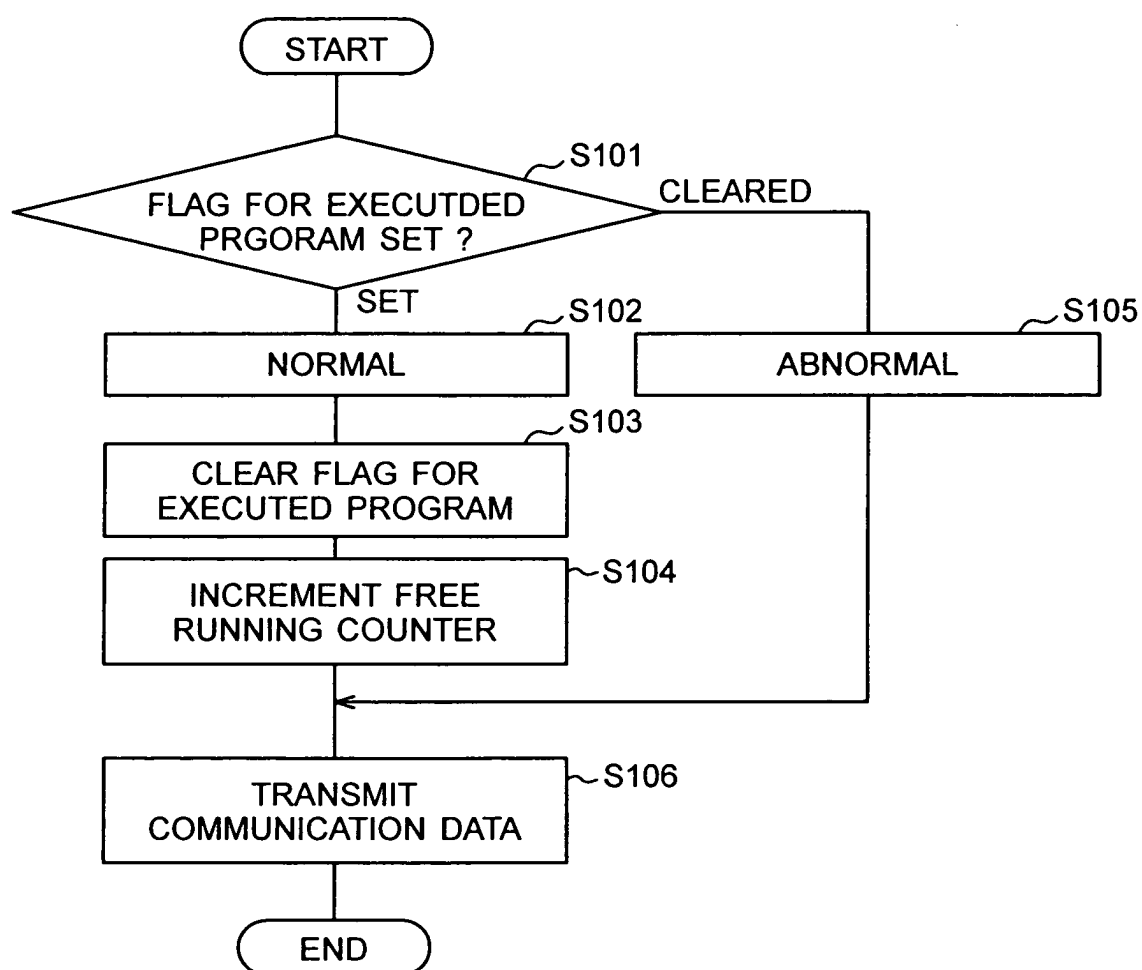 START
S101
FLAG FOR EXECUTDED
PRGORAM SET ?
CLEARED
SET
S102
NORMAL
S105
ABNORMAL
S103
CLEAR FLAG FOR
EXECUTED PROGRAM
S104
INCREMENT FREE
RUNNING COUNTER
S106
TRANSMIT
COMMUNICATION DATA
END